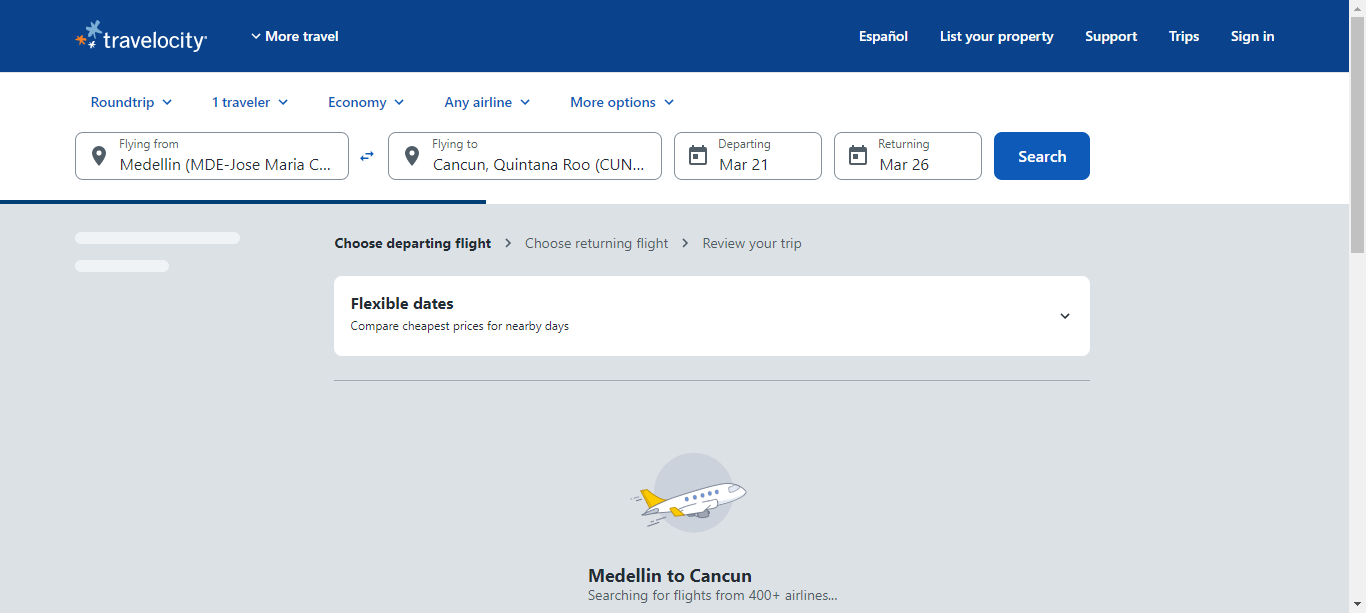 travelocity
More travel
Español
List your property
Support
Trips
Sign in
Roundtrip
1 traveler
Economy
Any airline
More options
Flying from
Medellin (MDE-Jose Maria C...
Flying to
Cancun, Quintana Roo (CUN...
Departing
Mar 21
Returning
Mar 26
Search
Choose departing flight
Choose returning flight
Review your trip
Flexible dates
Compare cheapest prices for nearby days
Medellin to Cancun
Searching for flights from 400+ airlines...